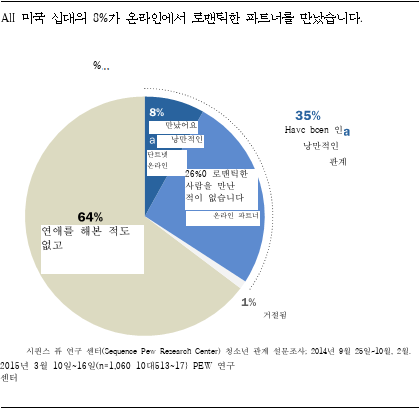 All 미국 십대의 8%가 온라인에서 로맨틱한 파트너를 만났습니다.
%...
8%
만났어요
a 낭만적인
만트넷
온라인
35%
Have been 인a
낭만적인
관계
26%0 로맨틱한
사람을 만난
적이 없습니다
온라인 파트너
64%
연애를 해본 적도
없고
1%
거절됨
시퀀스 퓨 연구 센터(Sequence Pew Research Center) 청소년 관계 설문조사, 2014년 9월 25일~10월, 2월.
2015년 3월 10일~16일(n=1,060 10대513~17) PEW 연구
센터